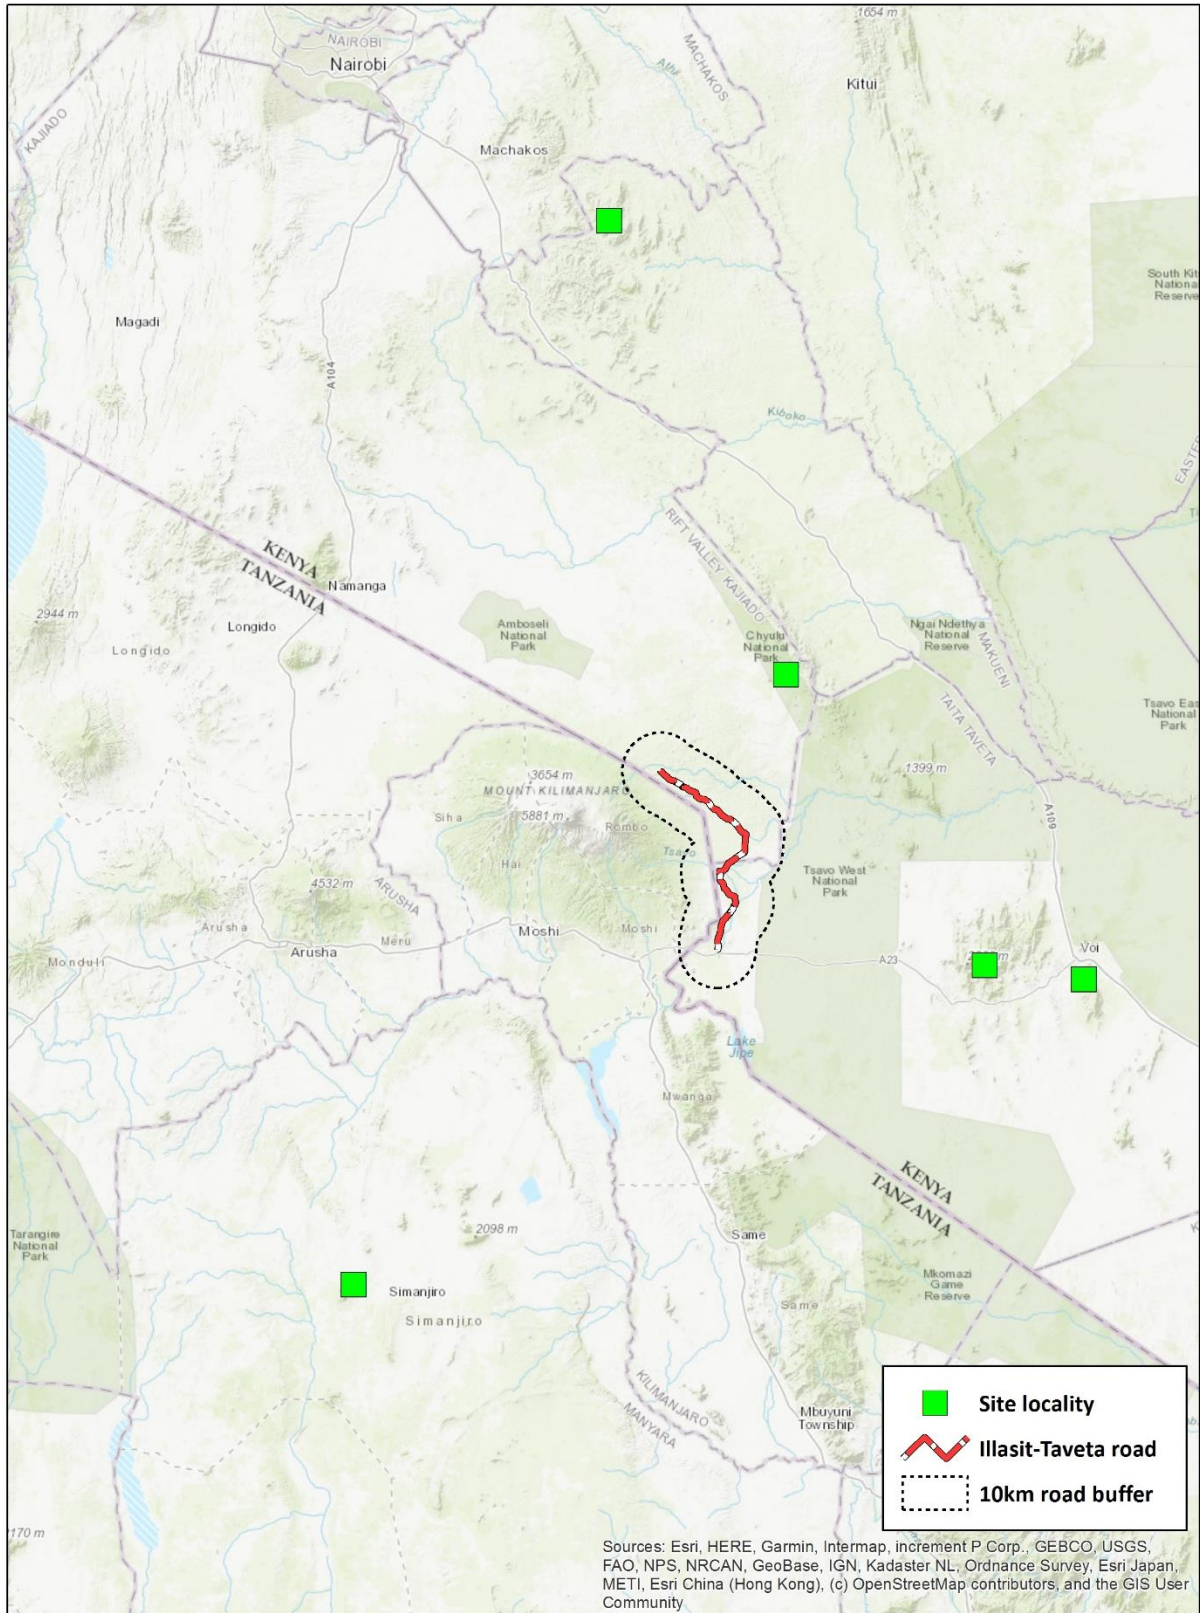 1654 m
NAIROBI
Nairobi
MACHAKOS
Athi
Kitui
KAJIADO
Machakos
South Kit
Nationa
Reserve
Magadi
A104
Kiboko
EASTE
RIFT VALLEY KAJIADO
KENYA
TANZANIA
Namanga
2944 m
Longido
Longido
Amboseli
National
Park
Chyulu
National
Park
Ngai Ndethya
National
Reserve
MAKUENI
Tsavo Eas
National
Park
TAITA TAVETA
1399 m
3654 m
MOUNT KILIMANJARO
5881 m
Siha
Rombo
A109
Hai
Tsavo
Tsavo West
National
Park
4532 m
ARUSHA
Arusha
Meru
Moshi
Moshi
Monduli
Arusha
A23
Voi
Lake
Jipe
Mwanga
KENYA
TANZANIA
Tarangire
National
Park
2098 m
Same
Simanjiro
Simanjiro
Mkomazi
Game
Reserve
Same
KILIMANJARO
MANYARA
Mbuyuni
Township
Site locality
Illasit-Taveta road
10km road buffer
170 m
Sources: Esri, HERE, Garmin, Intermap, increment P Corp., GEBCO, USGS,
FAO, NPS, NRCAN, GeoBase, IGN, Kadaster NL, Ordnance Survey, Esri Japan,
METI, Esri China (Hong Kong), (c) OpenStreetMap contributors, and the GIS User
Community